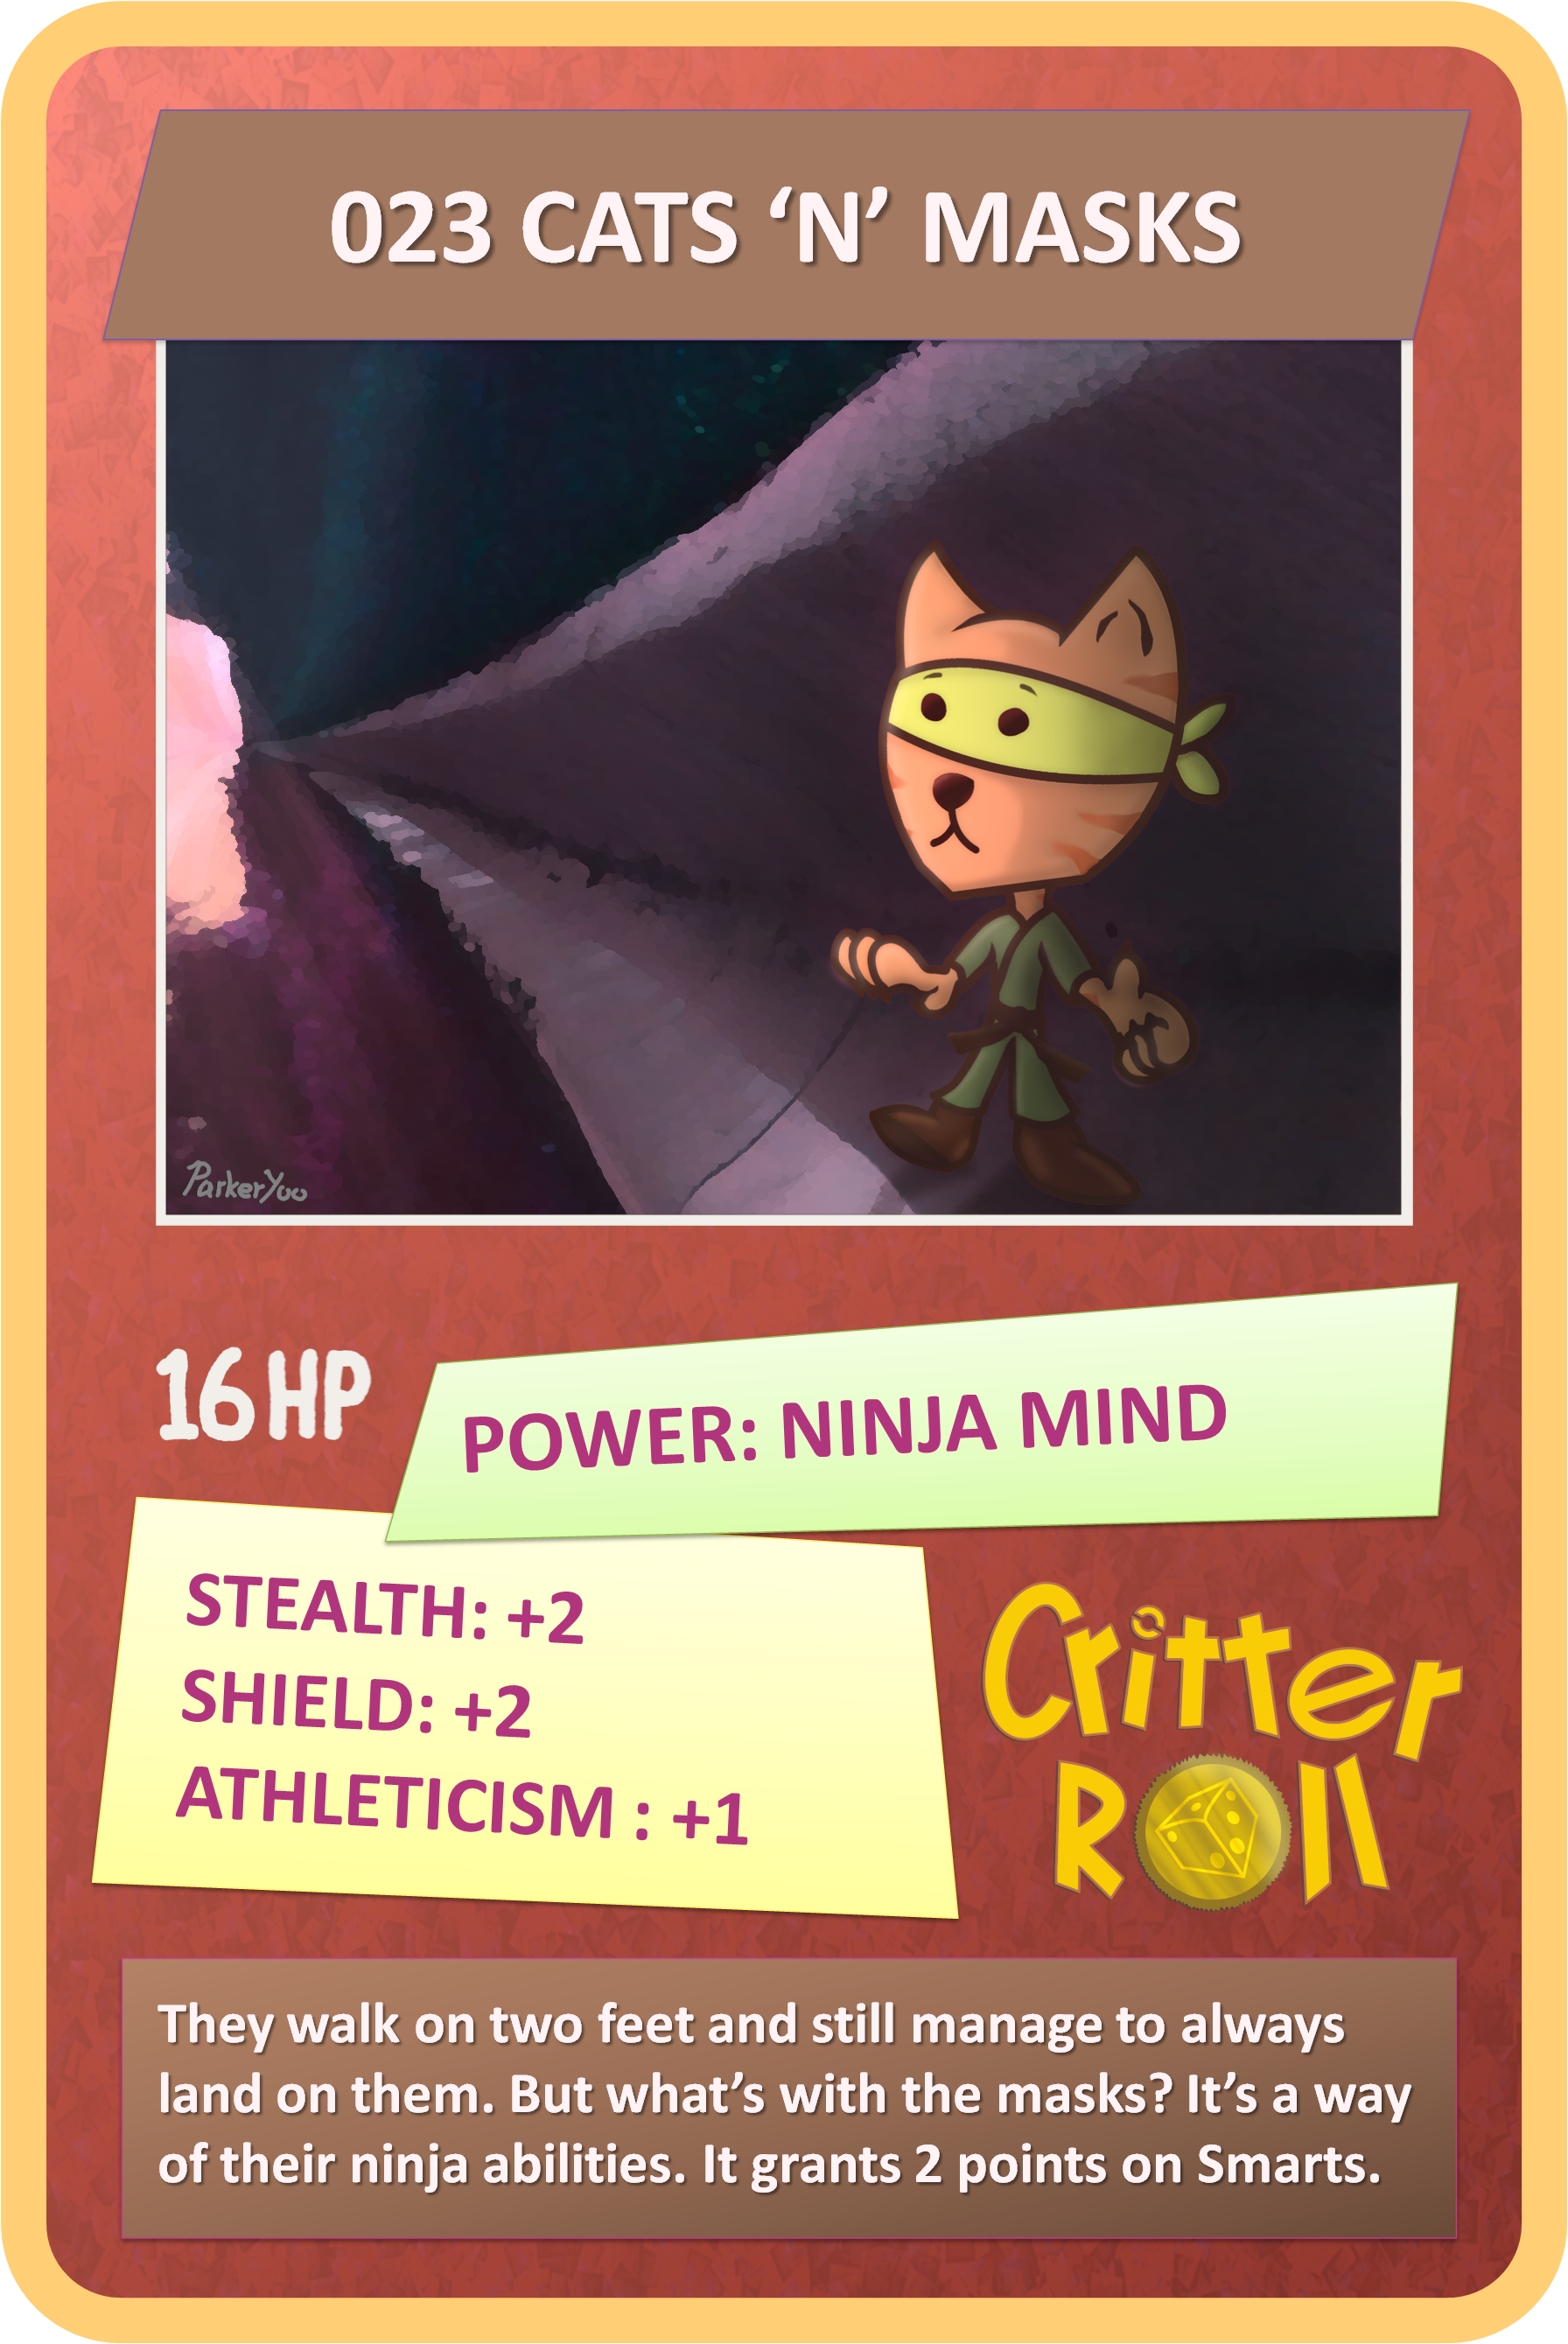 023 CATS ‘N’ MASKS
ParkerYoo
16 HP
POWER: NINJA MIND
STEALTH: +2
SHIELD: +2
ATHLETICISM : +1
Critter
Roll
They walk on two feet and still manage to always
land on them. But what’s with the masks? It’s a way
of their ninja abilities. It grants 2 points on Smarts.